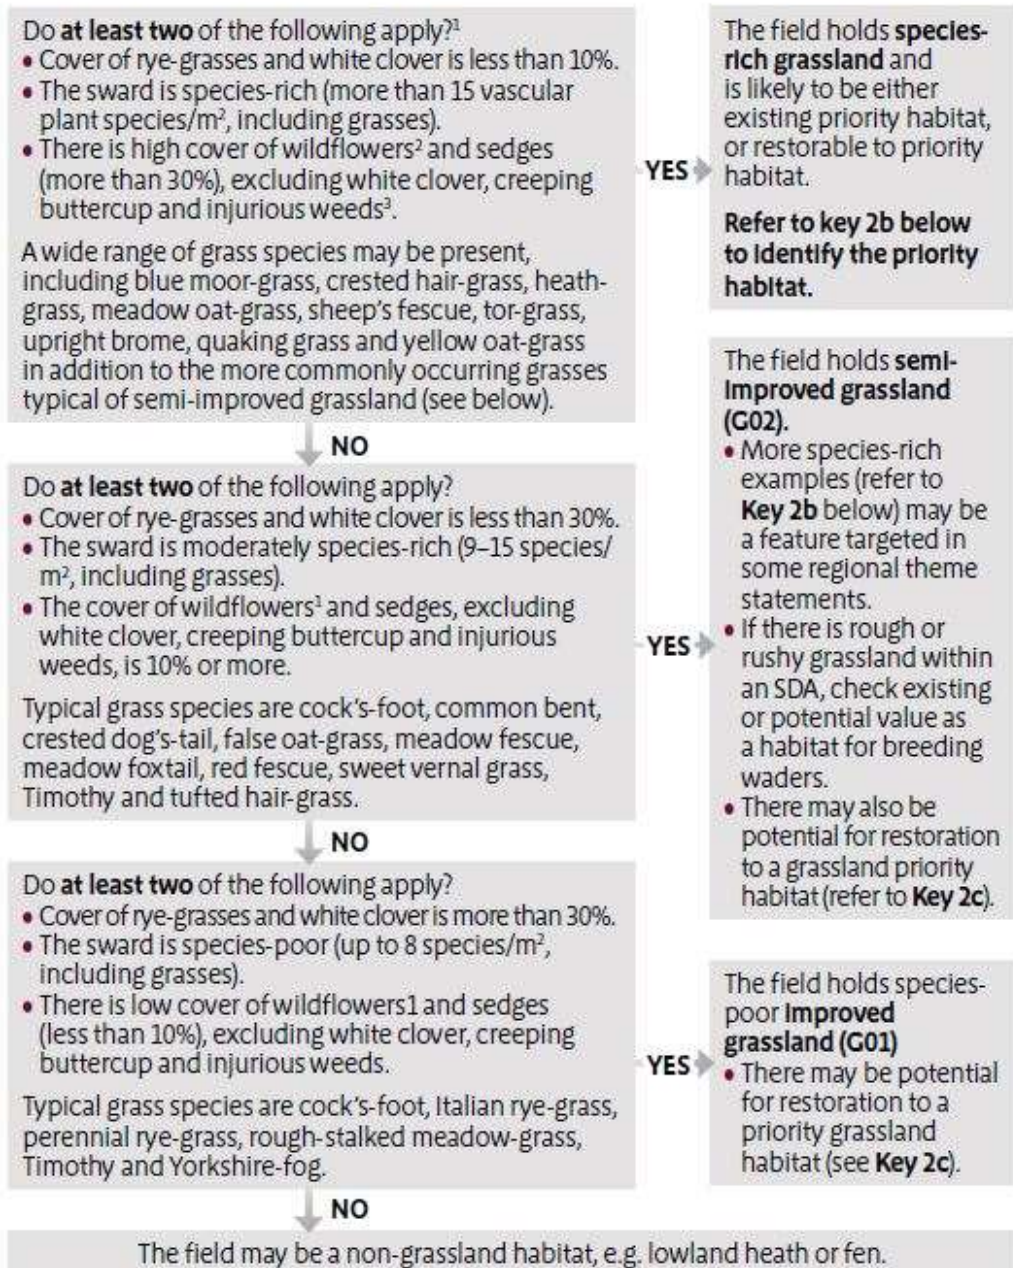 Do at least two of the following apply?¹
• Cover of rye-grasses and white clover is less than 10%.
• The sward is species-rich (more than 15 vascular
plant species/m², including grasses).
• There is high cover of wildflowers² and sedges
(more than 30%), excluding white clover, creeping
buttercup and injurious weeds³.
A wide range of grass species may be present,
including blue moor-grass, crested hair-grass, heath-
grass, meadow oat-grass, sheep's fescue, tor-grass,
upright brome, quaking grass and yellow oat-grass
in addition to the more commonly occurring grasses
typical of semi-improved grassland (see below).
YES
The field holds species-
rich grassland and
is likely to be either
existing priority habitat,
or restorable to priority
habitat.
Refer to key 2b below
to identify the priority
habitat.
NO
Do at least two of the following apply?
• Cover of rye-grasses and white clover is less than 30%.
• The sward is moderately species-rich (9–15 species/
m², including grasses).
• The cover of wildflowers¹ and sedges, excluding
white clover, creeping buttercup and injurious
weeds, is 10% or more.
Typical grass species are cock's-foot, common bent,
crested dog's-tail, false oat-grass, meadow fescue,
meadow foxtail, red fescue, sweet vernal grass,
Timothy and tufted hair-grass.
YES
The field holds semi-
improved grassland
(G02).
• More species-rich
examples (refer to
Key 2b below) may be
a feature targeted in
some regional theme
statements.
• If there is rough or
rushy grassland within
an SDA, check existing
or potential value as
a habitat for breeding
waders.
• There may also be
potential for restoration
to a grassland priority
habitat (refer to Key 2c).
NO
Do at least two of the following apply?
• Cover of rye-grasses and white clover is more than 30%.
• The sward is species-poor (up to 8 species/m²,
including grasses).
• There is low cover of wildflowers1 and sedges
(less than 10%), excluding white clover, creeping
buttercup and injurious weeds.
Typical grass species are cock's-foot, Italian rye-grass,
perennial rye-grass, rough-stalked meadow-grass,
Timothy and Yorkshire-fog.
YES
The field holds species-
poor improved
grassland (G01)
• There may be potential
for restoration to a
priority grassland
habitat (see Key 2c).
NO
The field may be a non-grassland habitat, e.g. lowland heath or fen.